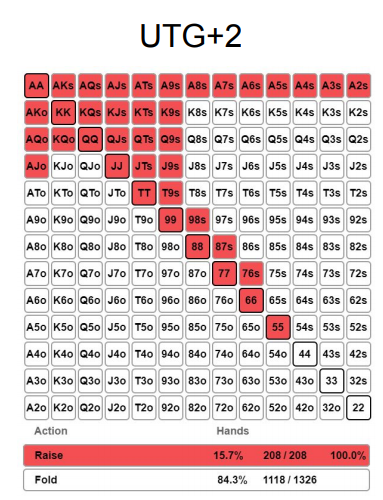 UTG+2
AA AKs AQs AJs ATs A9s A8s A7s A6s A5s A4s A3s A2s
AKo KK KQs KJs KTs K9s K8s K7s K6s K5s K4s K3s K2s
AQo KQo QQ QJs QTs Q9s Q8s Q7s Q6s Q5s Q4s Q3s Q2s
AJo KJo QJo JJ JTs J9s J8s J7s J6s J5s J4s J3s J2s
ATo KTo QTo JTo TT T9s T8s T7s T6s T5s T4s T3s T2s
A9o K9o Q9o J9o T9o 99 98s 97s 96s 95s 94s 93s 92s
A8o K8o Q8o J8o T8o 98o 88 87s 86s 85s 84s 83s 82s
A7o K7o Q7o J7o T7o 97o 87o 77 76s 75s 74s 73s 72s
A6o K6o Q6o J6o T6o 96o 86o 76o 66 65s 64s 63s 62s
A5o K5o Q5o J5o T5o 95o 85o 75o 65o 55 54s 53s 52s
A4o K4o Q4o J4o T4o 94o 84o 74o 64o 54o 44 43s 42s
A3o K3o Q3o J3o T3o 93o 83o 73o 63o 53o 43o 33 32s
A2o K2o Q2o J2o T2o 92o 82o 72o 62o 52o 42o 32o 22
Action Hands
Raise 15.7% 208 / 208 100.0%
Fold 84.3% 1118 / 1326